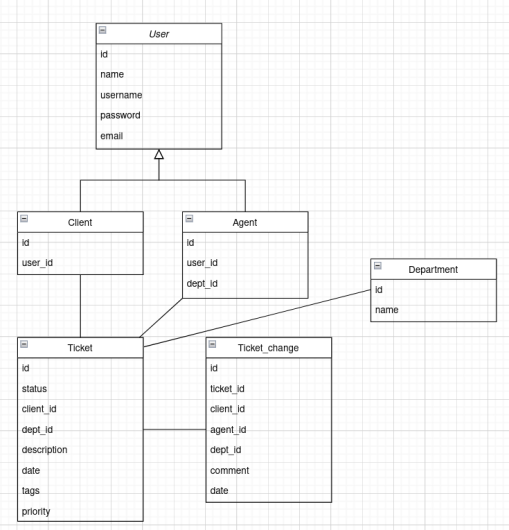 User
id
name
username
password
email
Client
id
user_id
Agent
id
user_id
dept_id
Department
id
name
Ticket
id
status
client_id
dept_id
description
date
tags
priority
Ticket_change
id
ticket_id
client_id
agent_id
dept_id
comment
date